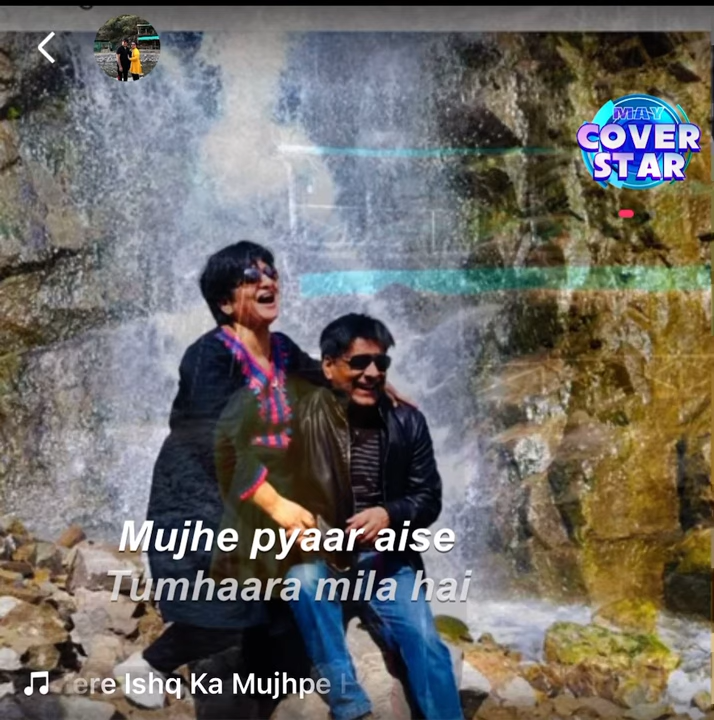 MAY
COVER
STAR
Mujhe pyaar aise
Tumhaara mila hai
Ishq Ka Mujhpe